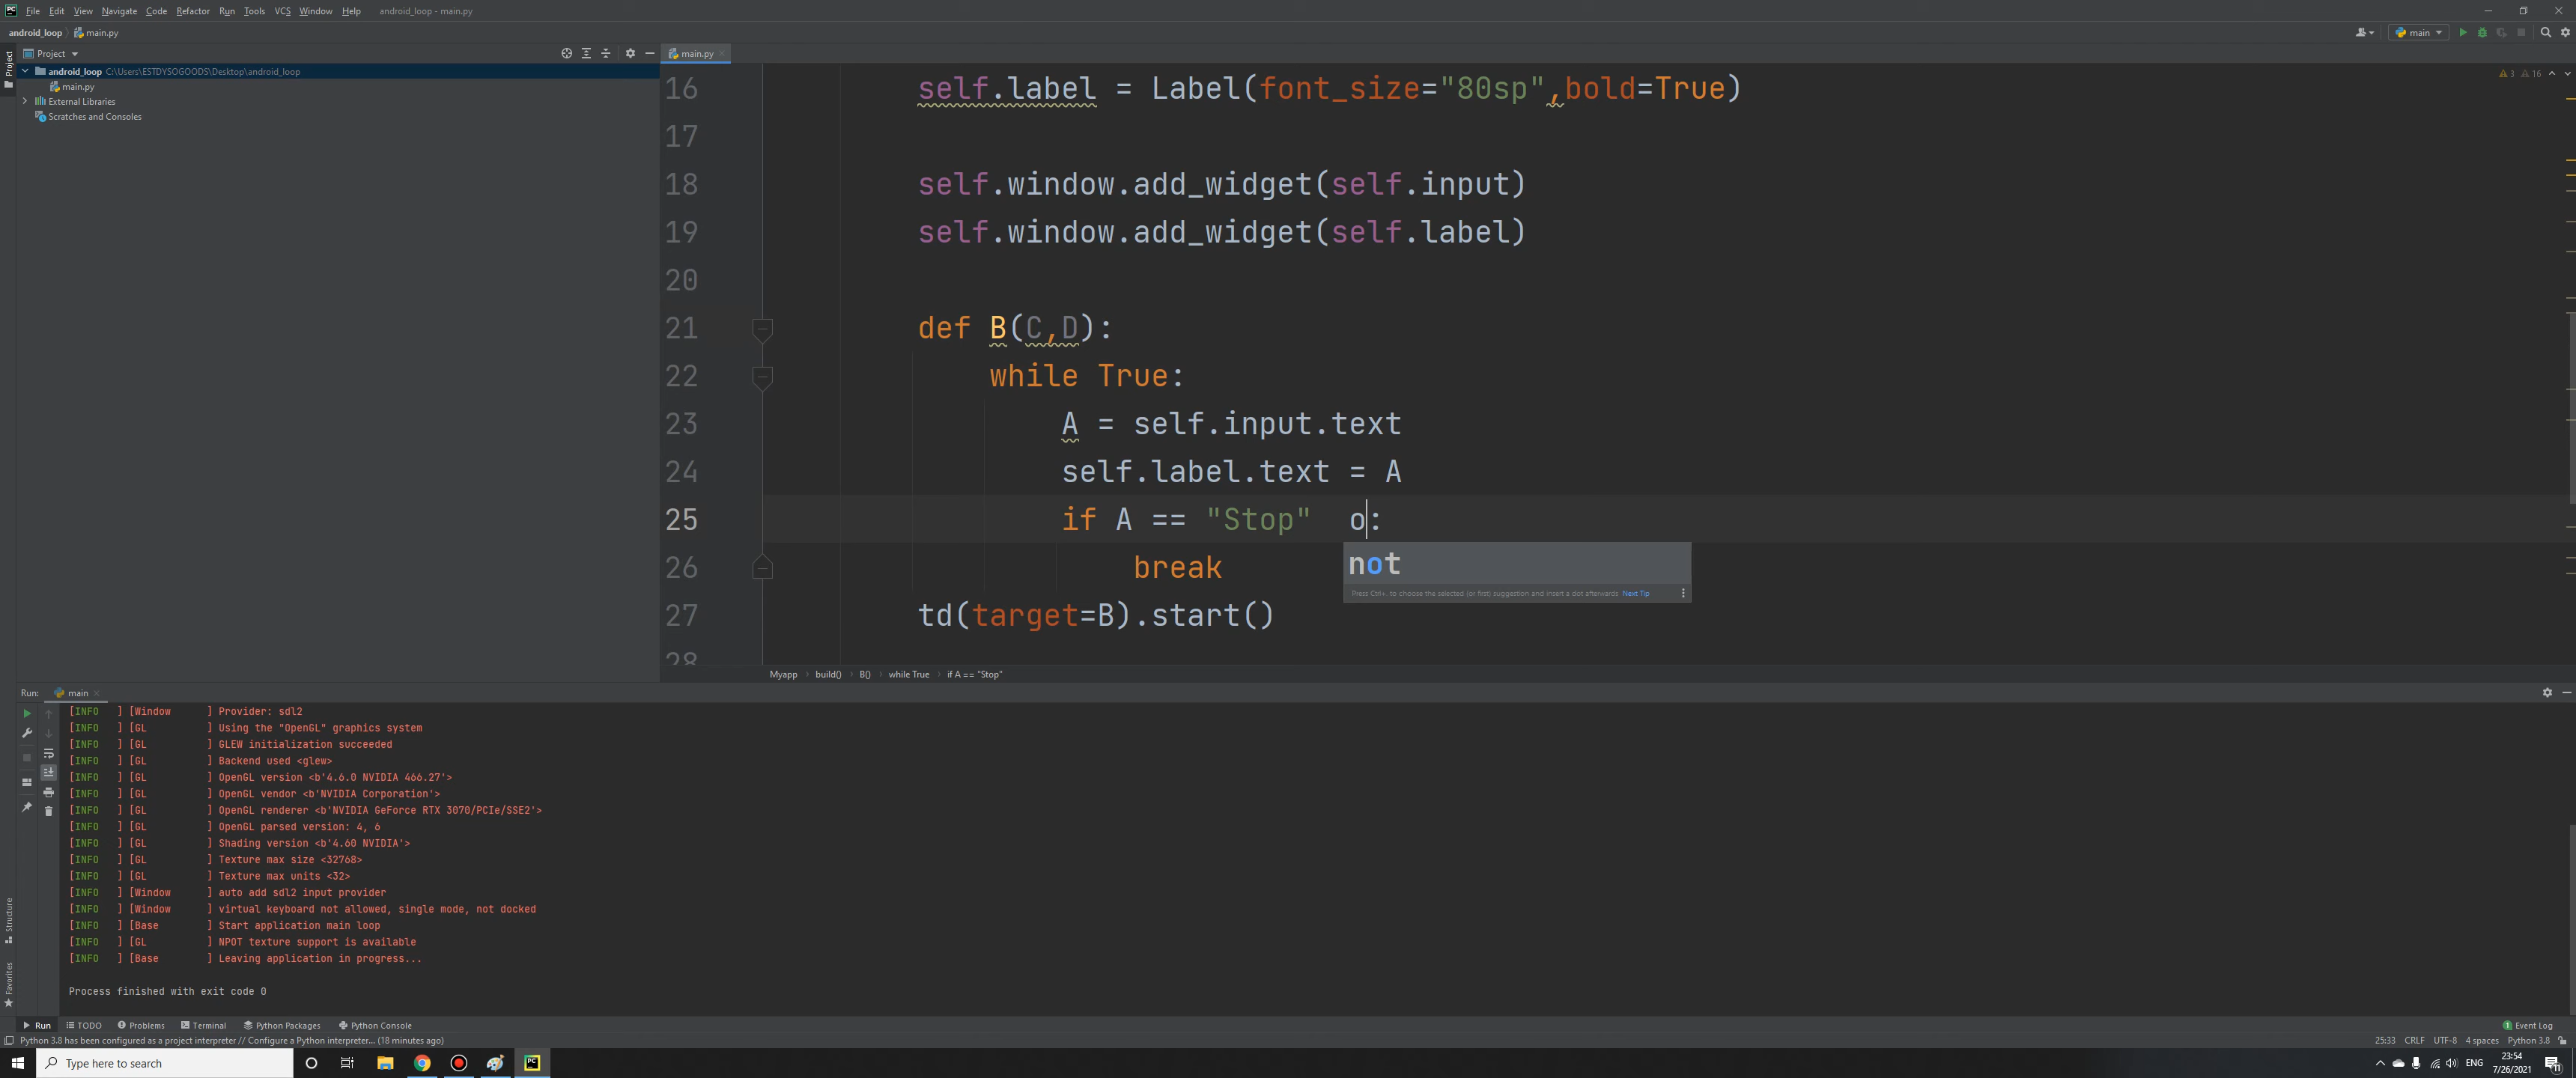 File Edit View Navigate Code Refactor Run Tools VCS Window Help android_loop - main.py
android_loop main.py main
Project
main.py
android_loop C:\Users\ESTDYSOGOODS\Desktop\android_loop
main.py
External Libraries
Scratches and Consoles
Project
3 16
16 self.label = Label(font_size="80sp",bold=True)
17
18 self.window.add_widget(self.input)
19 self.window.add_widget(self.label)
20
21 def B(C,D):
22 while True:
23 A = self.input.text
24 self.label.text = A
25 if A == "Stop"  o:
not
Press Ctrl+. to choose the selected (or first) suggestion and insert a dot afterwards Next Tip
26 break
27 td(target=B).start()
28
Myapp build() B() while True if A == "Stop"
Run: main
[INFO   ] [Window      ] Provider: sdl2
[INFO   ] [GL          ] Using the "OpenGL" graphics system
[INFO   ] [GL          ] GLEW initialization succeeded
[INFO   ] [GL          ] Backend used <glew>
[INFO   ] [GL          ] OpenGL version <b'4.6.0 NVIDIA 466.27'>
[INFO   ] [GL          ] OpenGL vendor <b'NVIDIA Corporation'>
[INFO   ] [GL          ] OpenGL renderer <b'NVIDIA GeForce RTX 3070/PCIe/SSE2'>
[INFO   ] [GL          ] OpenGL parsed version: 4, 6
[INFO   ] [GL          ] Shading version <b'4.60 NVIDIA'>
[INFO   ] [GL          ] Texture max size <32768>
[INFO   ] [GL          ] Texture max units <32>
[INFO   ] [Window      ] auto add sdl2 input provider
[INFO   ] [Window      ] virtual keyboard not allowed, single mode, not docked
[INFO   ] [Base        ] Start application main loop
[INFO   ] [GL          ] NPOT texture support is available
[INFO   ] [Base        ] Leaving application in progress...
Process finished with exit code 0
Structure
Favorites
Run TODO Problems Terminal Python Packages Python Console 1 Event Log
Python 3.8 has been configured as a project interpreter // Configure a Python interpreter... (18 minutes ago) 25:33 CRLF UTF-8 4 spaces Python 3.8
Type here to search
ENG
23:54
7/26/2021